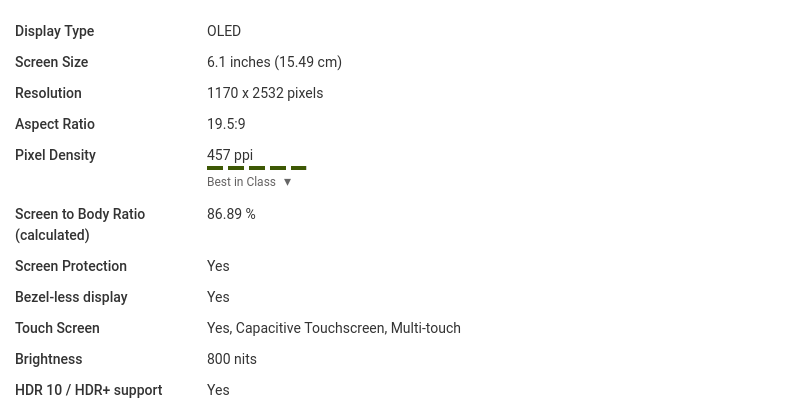 Display Type OLED
Screen Size 6.1 inches (15.49 cm)
Resolution 1170 x 2532 pixels
Aspect Ratio 19.5:9
Pixel Density 457 ppi
Best in Class ▼
Screen to Body Ratio 86.89 %
(calculated)
Screen Protection Yes
Bezel-less display Yes
Touch Screen Yes, Capacitive Touchscreen, Multi-touch
Brightness 800 nits
HDR 10 / HDR+ support Yes